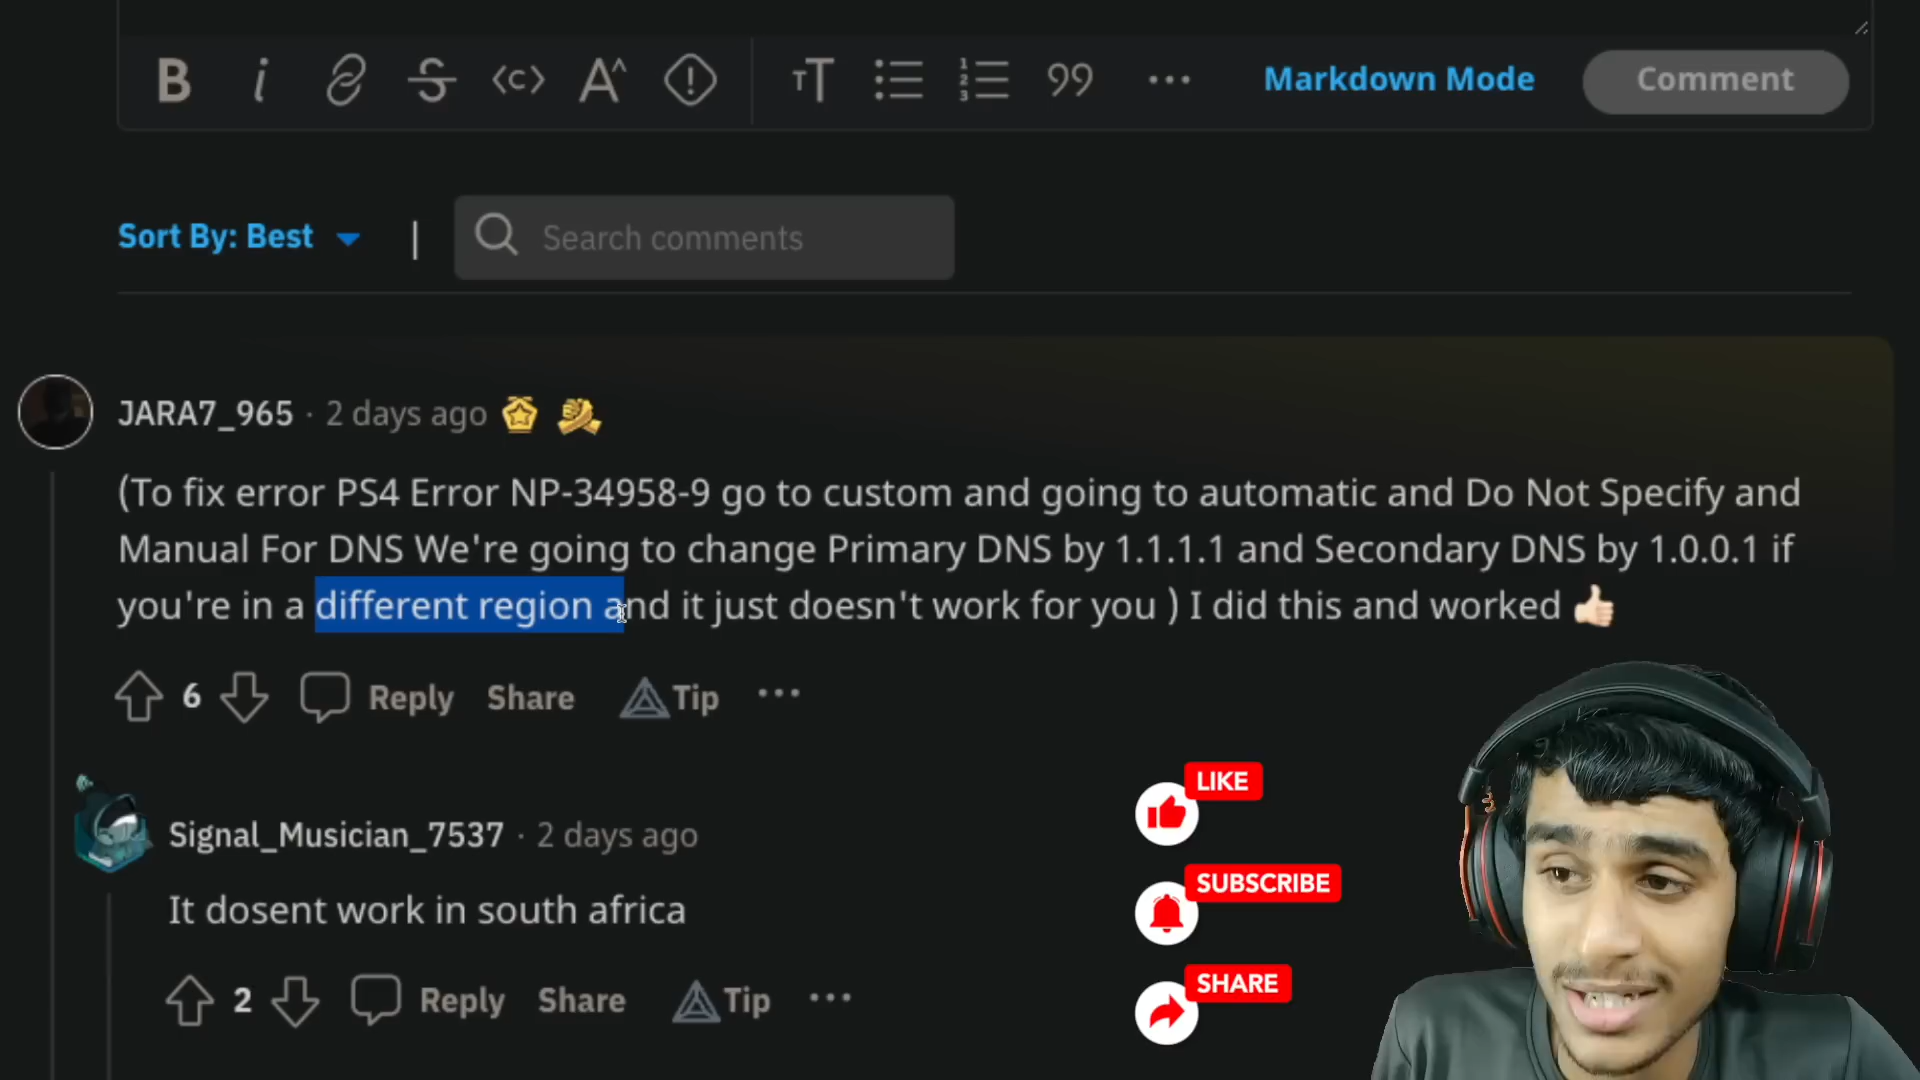 B i S <c> A^ TT 99 ... Markdown Mode Comment
Sort By: Best | Search comments
JARA7_965 · 2 days ago
(To fix error PS4 Error NP-34958-9 go to custom and going to automatic and Do Not Specify and
Manual For DNS We're going to change Primary DNS by 1.1.1.1 and Secondary DNS by 1.0.0.1 if
you're in a different region and it just doesn't work for you ) I did this and worked 👍🏻
6 Reply Share Tip ...
Signal_Musician_7537 · 2 days ago
It dosent work in south africa
2 Reply Share Tip ...
LIKE
SUBSCRIBE
SHARE